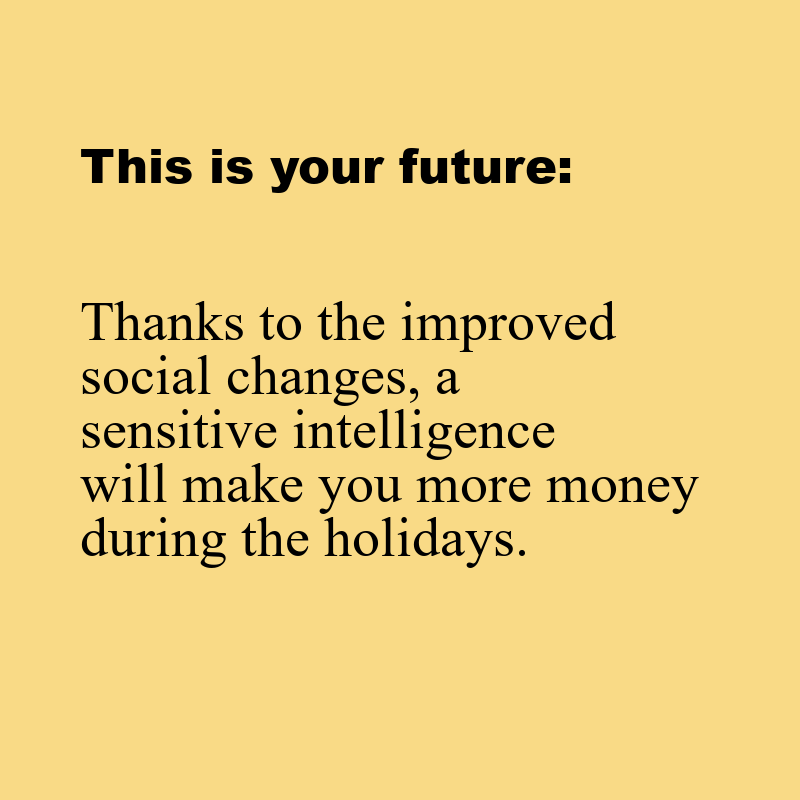 This is your future:
Thanks to the improved
social changes, a
sensitive intelligence
will make you more money
during the holidays.